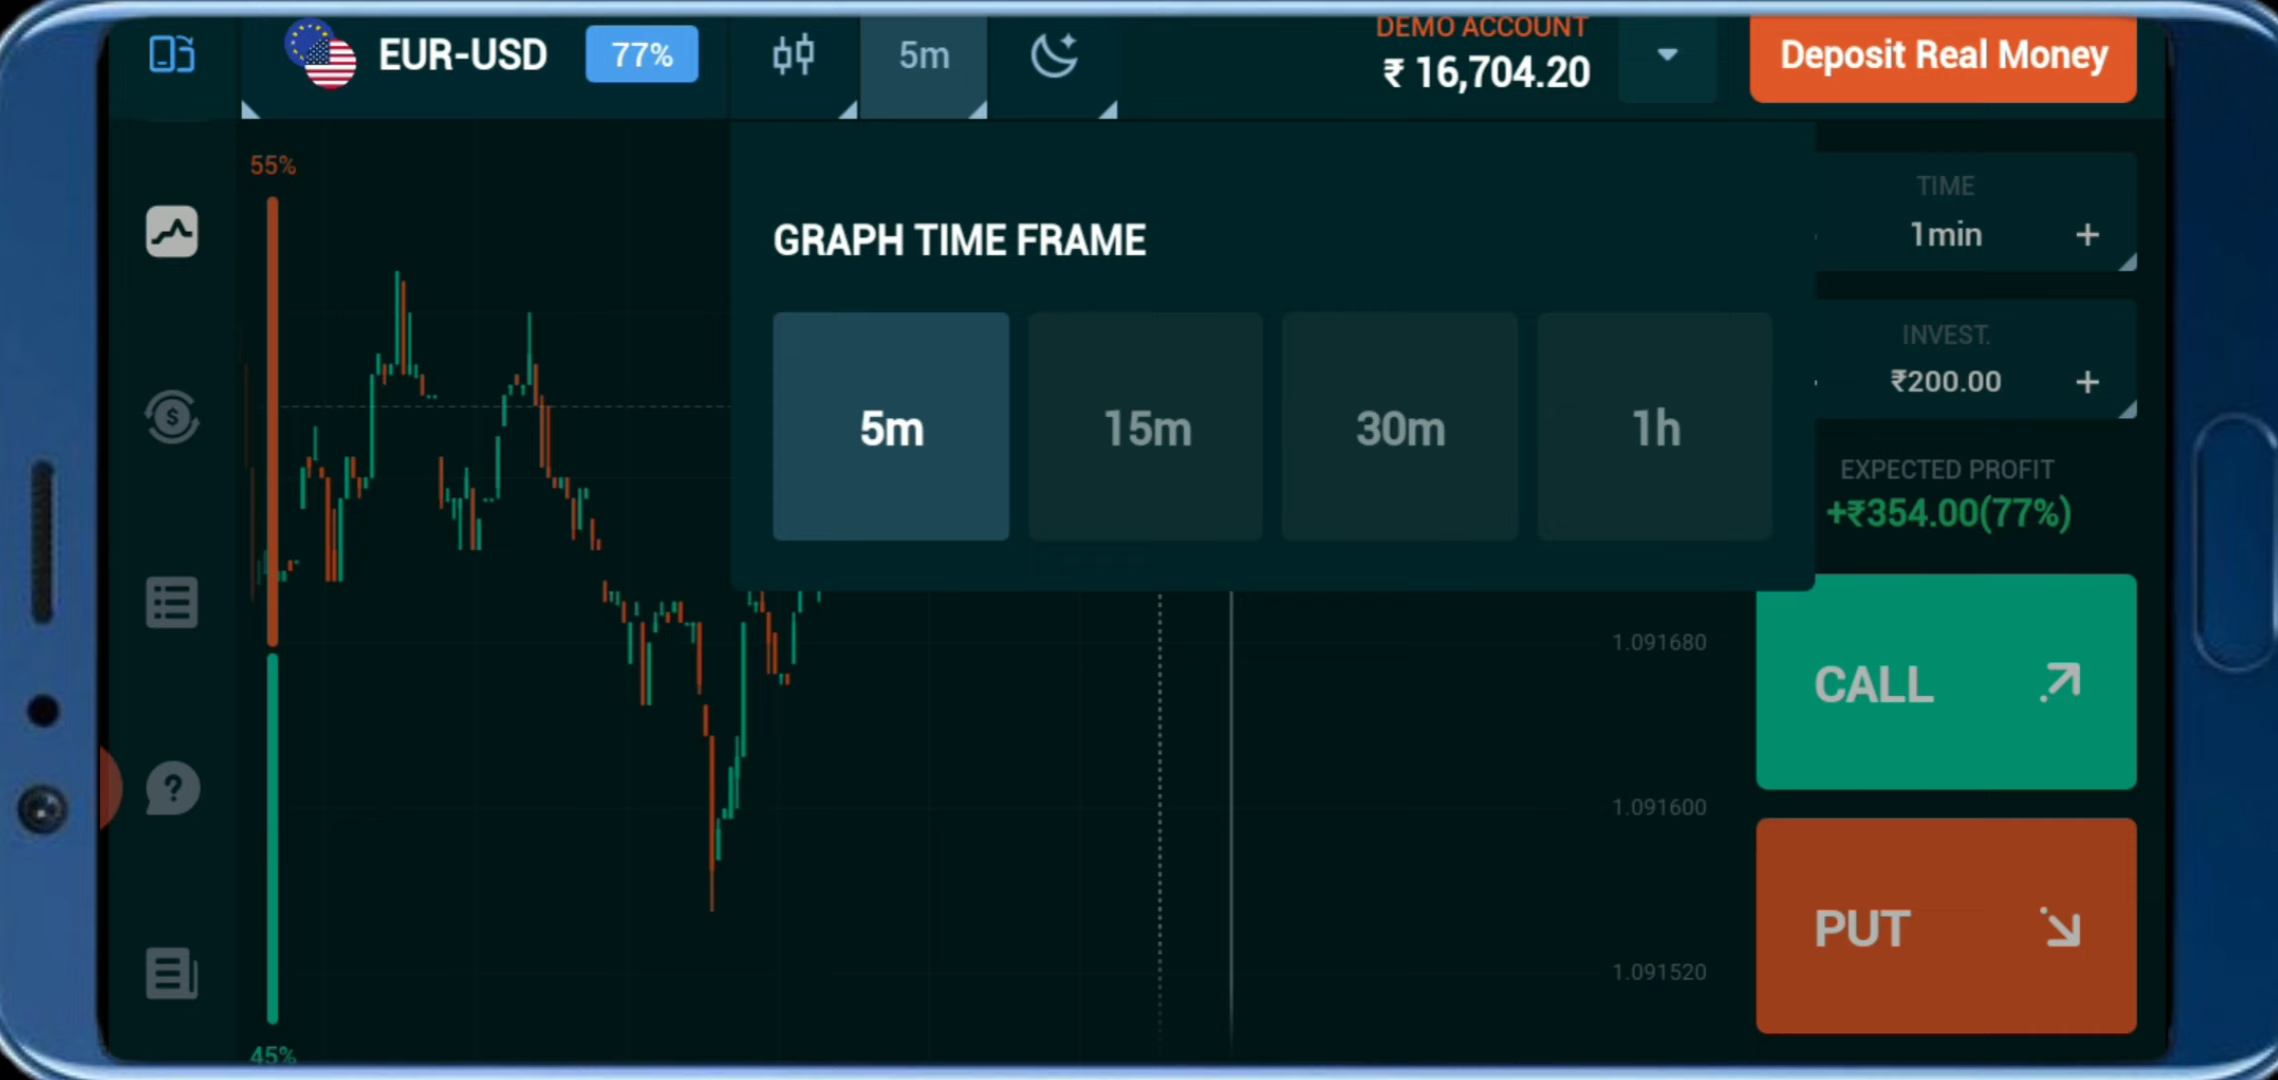 EUR-USD
77%
5m
DEMO ACCOUNT
₹ 16,704.20
Deposit Real Money
55%
GRAPH TIME FRAME
5m
15m
30m
1h
TIME
1min
+
INVEST.
₹200.00
+
EXPECTED PROFIT
+₹354.00(77%)
1.091680
CALL
1.091600
PUT
1.091520
45%